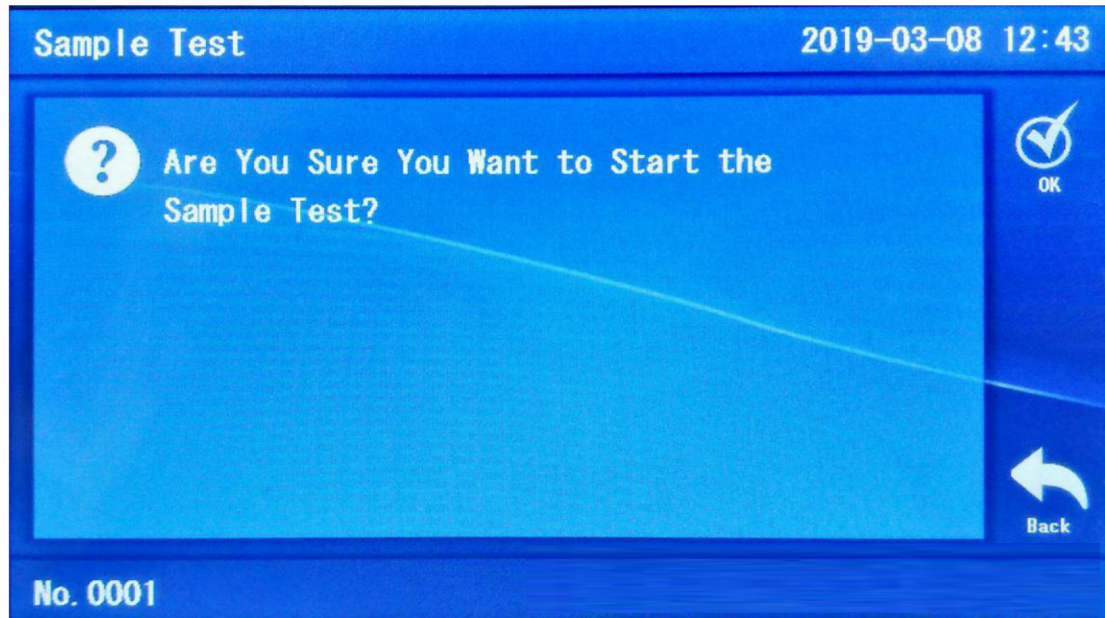 Sample Test
2019-03-08 12:43
? Are You Sure You Want to Start the
Sample Test?
OK
Back
No.0001